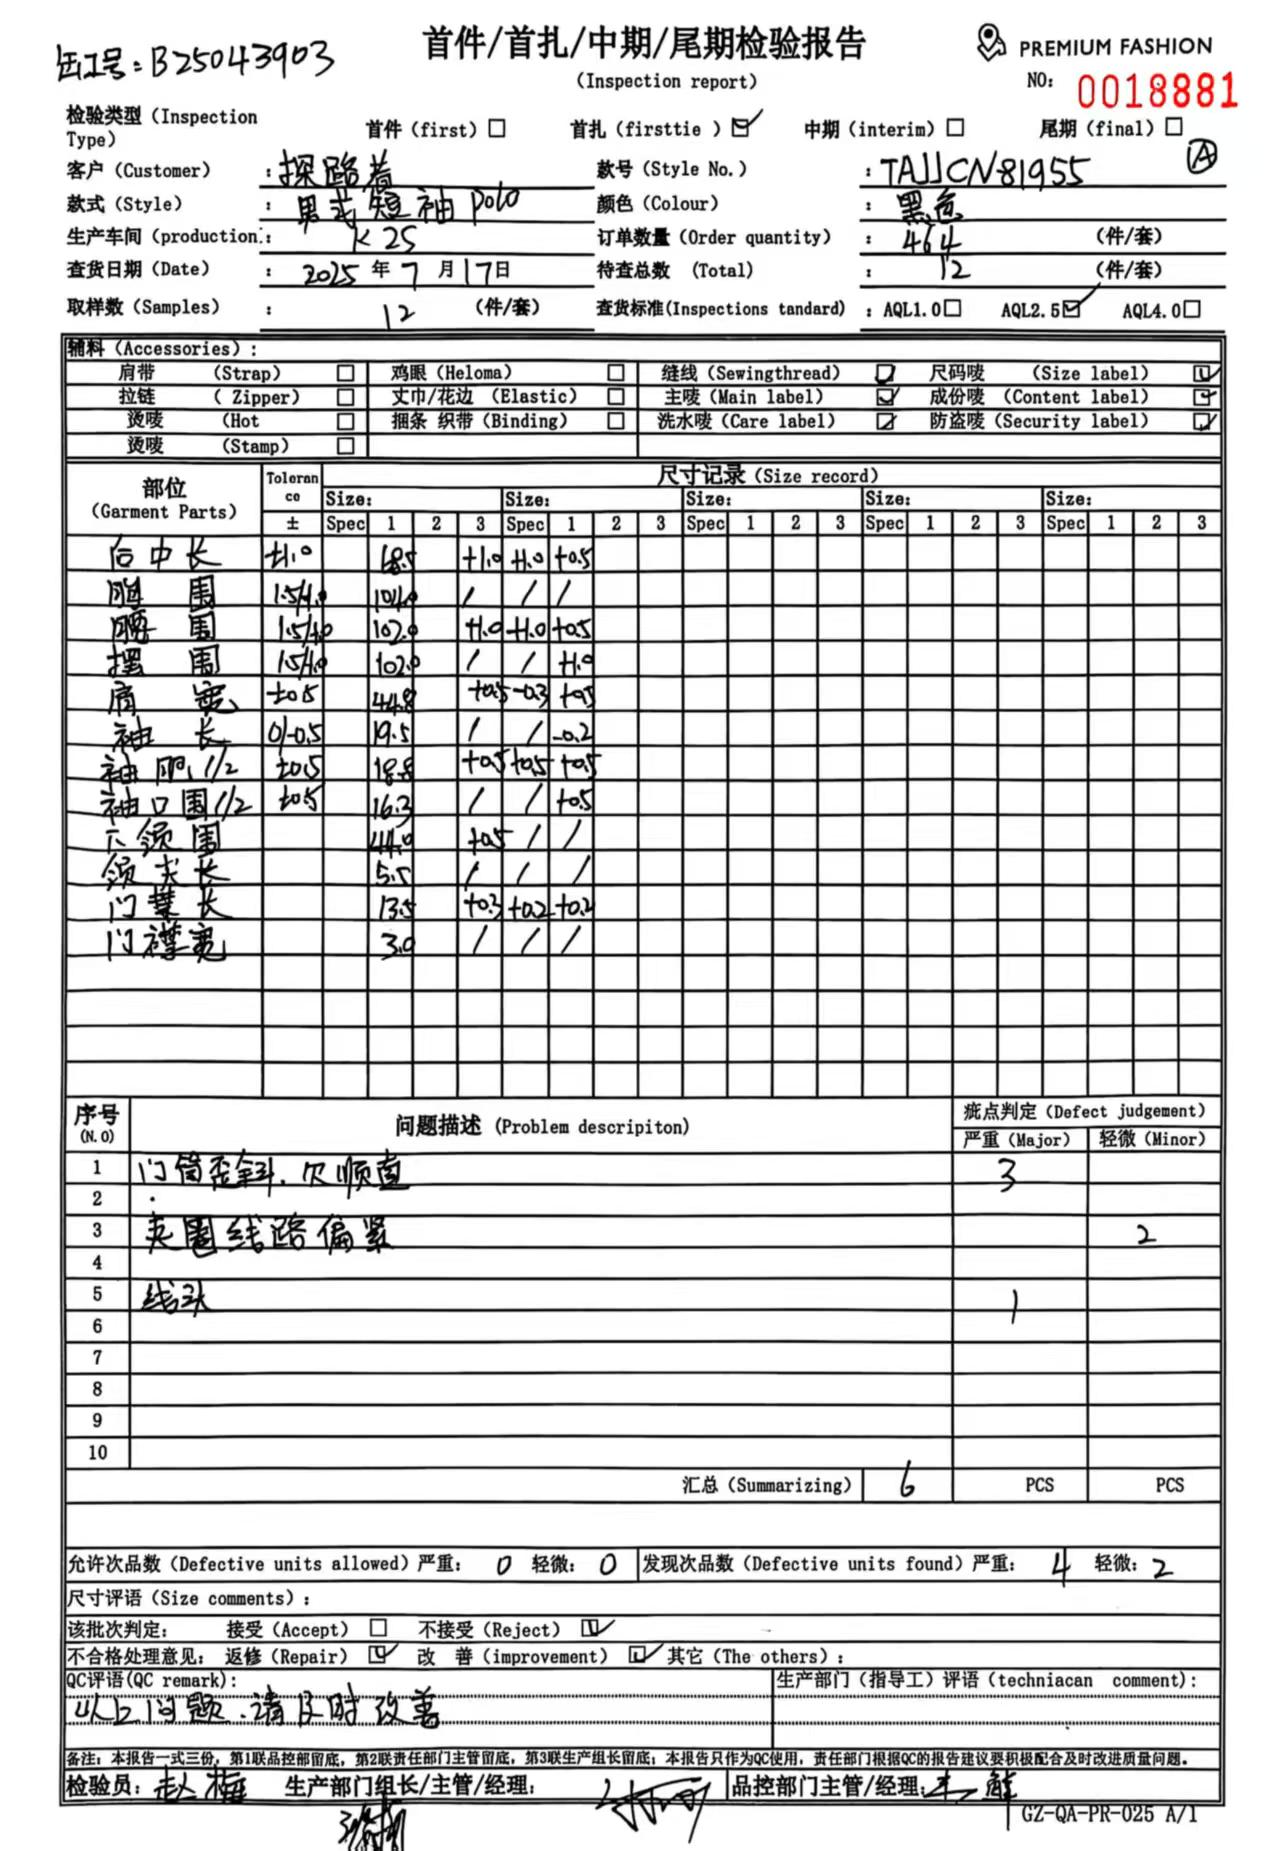 缸号：B25043903
首件/首扎/中期/尾期检验报告
(Inspection report)
PREMIUM FASHION
NO: 0018881
检验类型（Inspection Type） 首件（first）☐ 首扎（firsttie ）☑ 中期（interim）☐ 尾期（final）☐
客户（Customer） ：探路者 款号（Style No.） ：TAJJCN81955 Ⓐ
款式（Style） ：男式短袖polo 颜色（Colour） ：黑色
生产车间（production）： K25 订单数量（Order quantity） ：464 （件/套）
查货日期（Date） ：2025年7月17日 待查总数 （Total） ：12 （件/套）
取样数（Samples） ：12 （件/套） 查货标准(Inspections tandard) ：AQL1.0☐ AQL2.5☑ AQL4.0☐
辅料（Accessories）：
肩带 （Strap） ☐ 鸡眼（Heloma） ☐ 缝线（Sewingthread） ☑ 尺码唛 （Size label） ☑
拉链 （ Zipper） ☐ 丈巾/花边 （Elastic） ☐ 主唛（Main label） ☑ 成份唛 （Content label） ☑
烫唛 （Hot ☐ 捆条 织带（Binding） ☐ 洗水唛（Care label） ☑ 防盗唛（Security label） ☑
烫唛 （Stamp） ☐
部位 （Garment Parts） Tolerance 尺寸记录（Size record）
Size: Size: Size: Size: Size:
± Spec 1 2 3 Spec 1 2 3 Spec 1 2 3 Spec 1 2 3 Spec 1 2 3
后中长 ±1.0 68.5 +1.0 +1.0 +0.5
胸围 1.5/1.0 104.0 / / /
腰围 1.5/1.0 102.0 +1.0 +1.0 +0.5
摆围 1.5/1.0 102.0 / / +1.0
肩宽 ±0.5 44.8 +0.5 -0.3 +0.5
袖长 0/-0.5 19.5 / / -0.2
袖肥1/2 ±0.5 18.8 +0.5 +0.5 +0.5
袖口围1/2 ±0.5 16.3 / / +0.5
下领围 44.0 +0.5 / /
领尖长 5.5 / / /
门襟长 13.5 +0.3 +0.2 +0.2
门襟宽 3.0 / / /
序号 (N.O) 问题描述（Problem descripiton） 疵点判定（Defect judgement）
严重（Major） 轻微（Minor）
1 门筒歪斜.欠顺直 3
2
3 夹圈线路偏紧 2
4
5 线头 1
6
7
8
9
10
汇总（Summarizing） 6 PCS PCS
允许次品数（Defective units allowed）严重： 0 轻微：0 发现次品数（Defective units found）严重： 4 轻微：2
尺寸评语（Size comments）：
该批次判定： 接受（Accept） ☐ 不接受（Reject） ☑
不合格处理意见： 返修（Repair） ☑ 改 善（improvement） ☑ 其它（The others）：
QC评语(QC remark): 生产部门（指导工）评语（techniacan comment）：
以上问题.请及时改善
备注：本报告一式三份，第1联品控部留底，第2联责任部门主管留底，第3联生产组长留底；本报告只作为QC使用，责任部门根据QC的报告建议要积极配合及时改进质量问题。
检验员：赵梅 生产部门组长/主管/经理： 品控部门主管/经理：
GZ-QA-PR-025 A/1